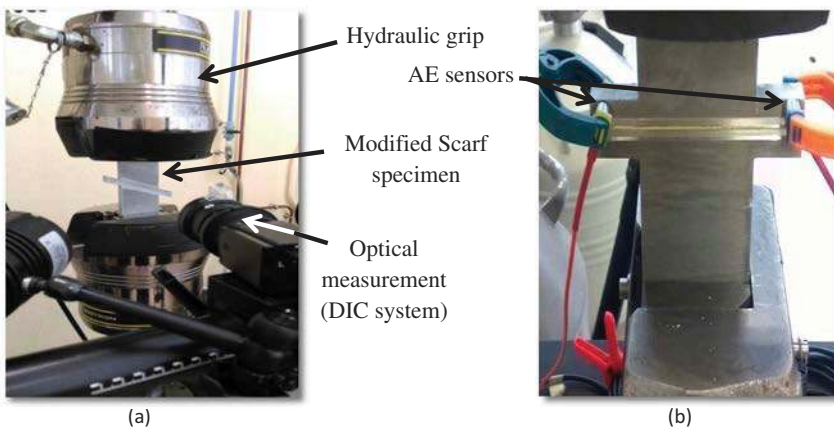 Hydraulic grip
AE sensors
Modified Scarf
specimen
Optical
measurement
(DIC system)
(a)
(b)